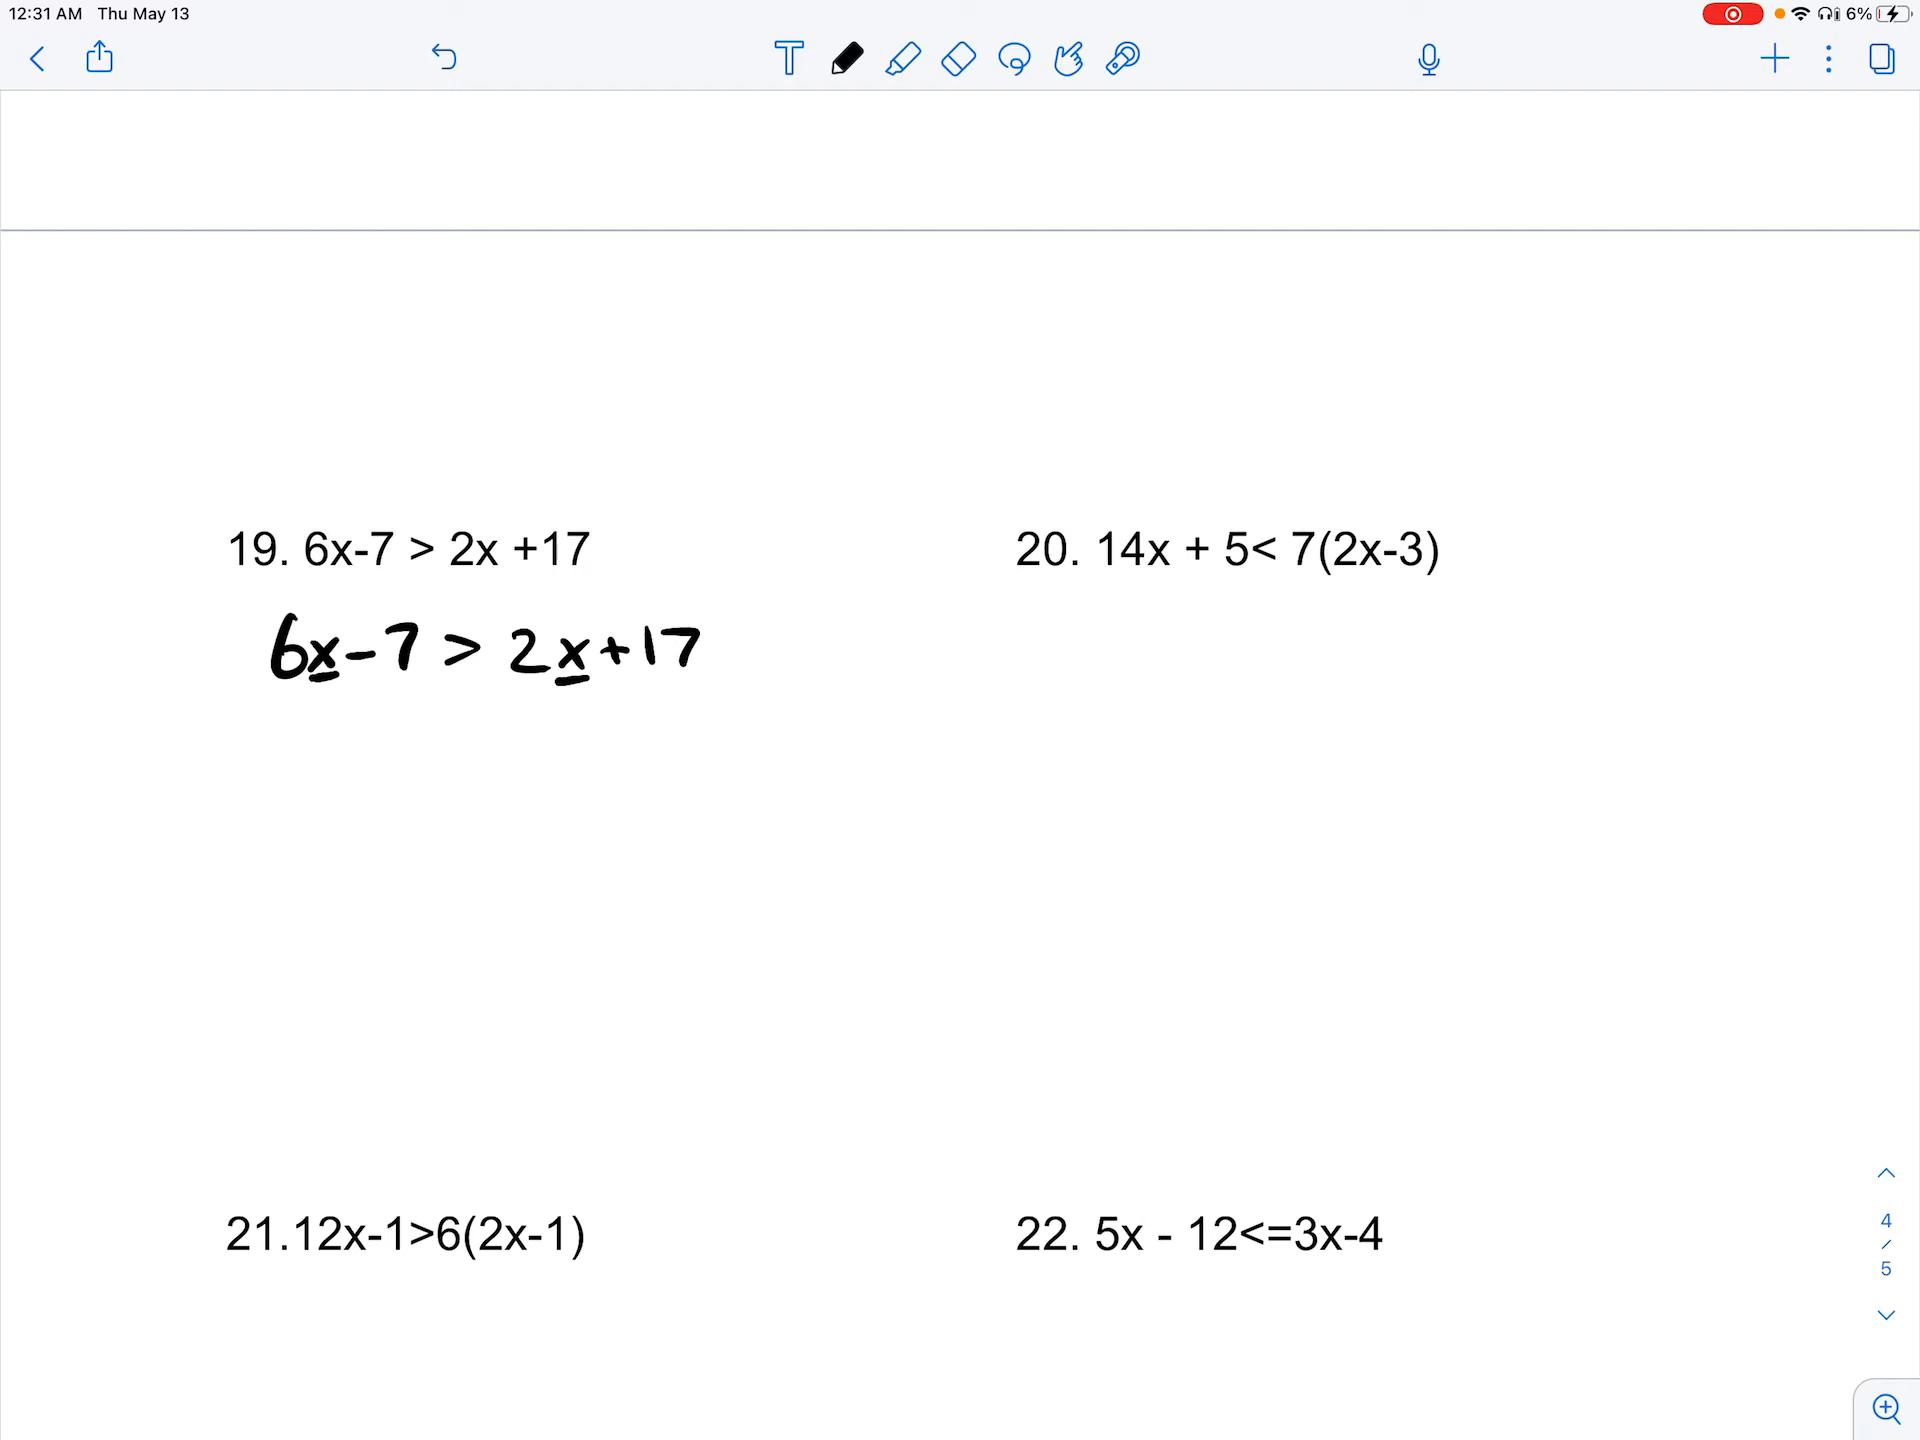 12:31 AM Thu May 13
6%
19. 6x-7 > 2x +17
20. 14x + 5< 7(2x-3)
6x-7 > 2x+17
21.12x-1>6(2x-1)
22. 5x - 12<=3x-4
4
/
5